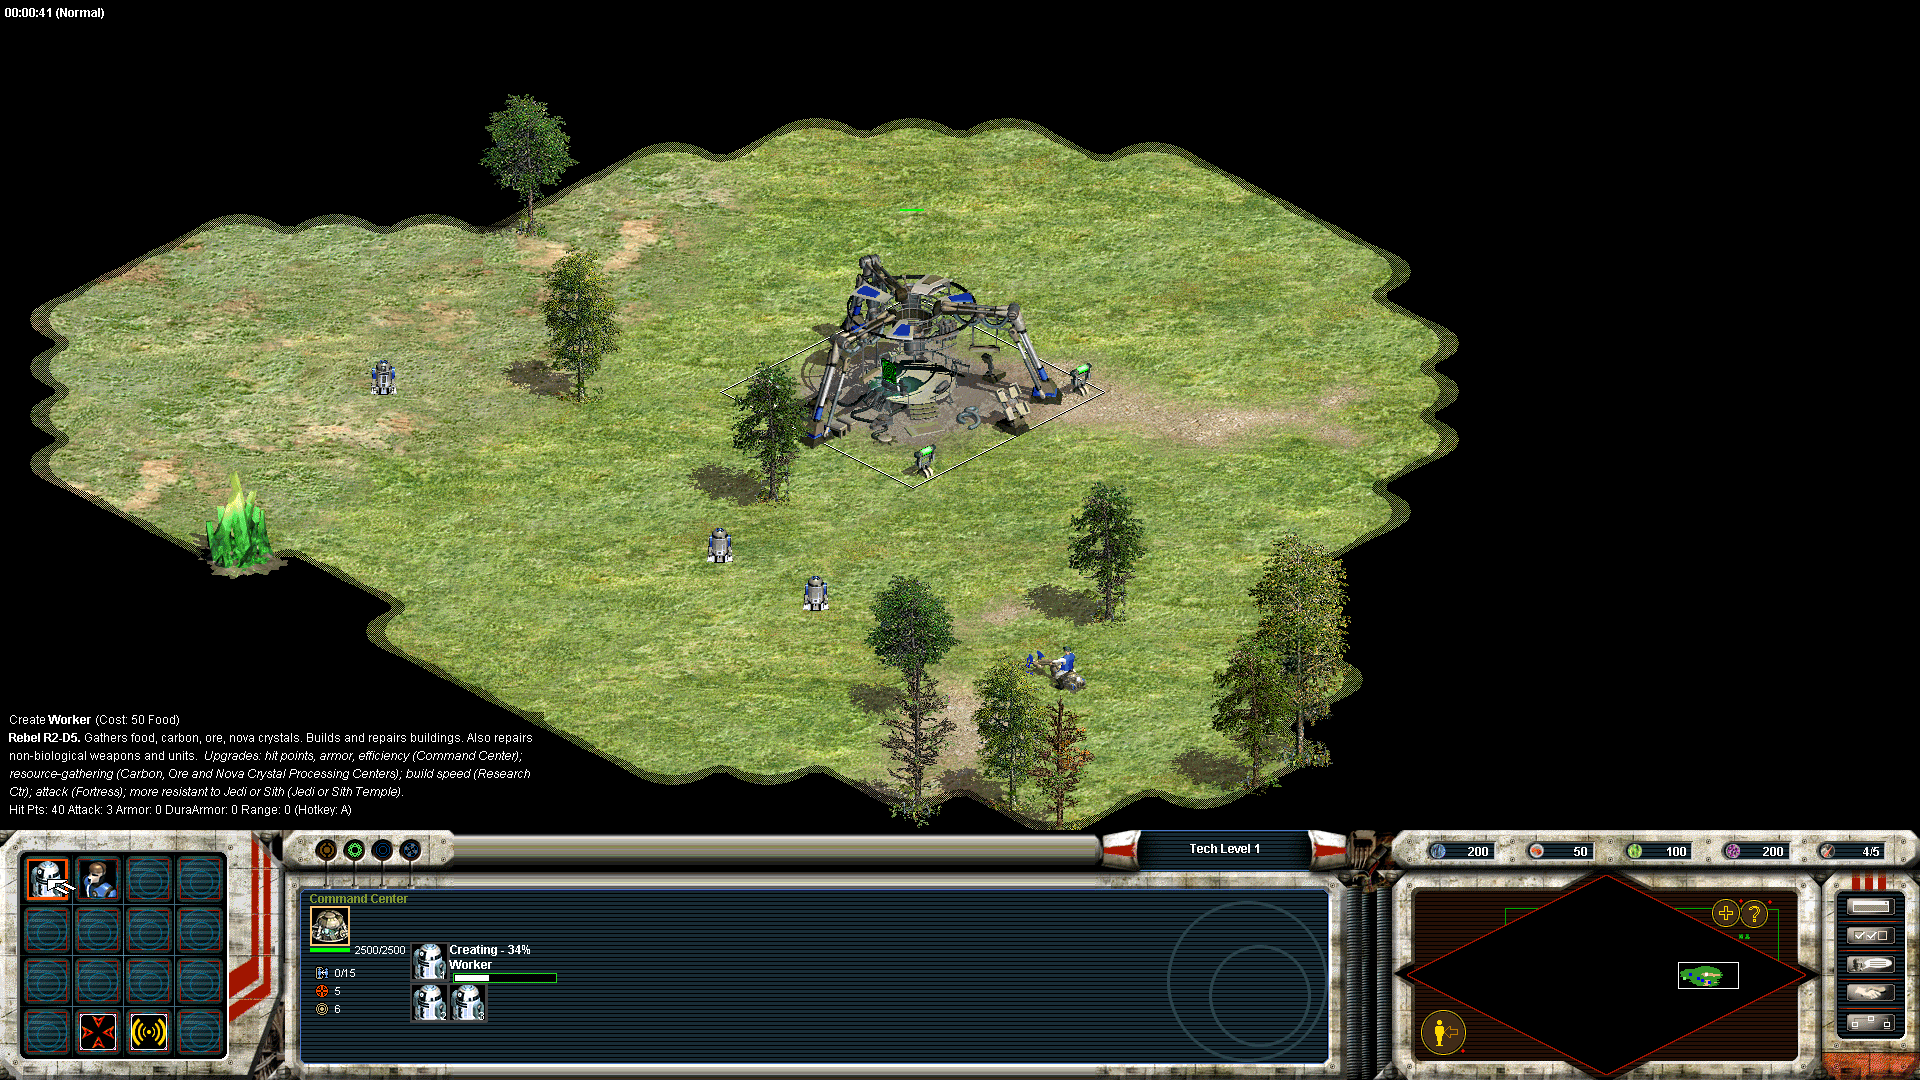 00:00:41 (Normal)
Create Worker (Cost: 50 Food)
Rebel R2-D5. Gathers food, carbon, ore, nova crystals. Builds and repairs buildings. Also repairs
non-biological weapons and units. Upgrades: hit points, armor, efficiency (Command Center);
resource-gathering (Carbon, Ore and Nova Crystal Processing Centers); build speed (Research
Ctr); attack (Fortress); more resistant to Jedi or Sith (Jedi or Sith Temple).
Hit Pts: 40 Attack: 3 Armor: 0 DuraArmor: 0 Range: 0 (Hotkey: A)
Tech Level 1
200 50 100 200 4/5
Command Center
2500/2500
Creating - 34%
Worker
0/15
5
6
2 3
?